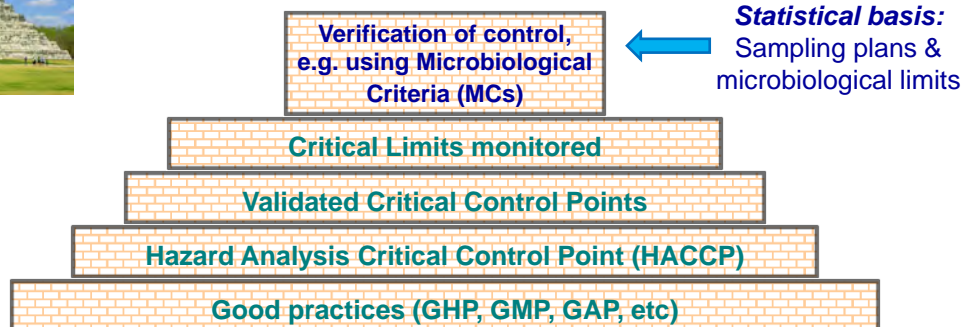 Verification of control,
e.g. using Microbiological
Criteria (MCs)
Statistical basis:
Sampling plans &
microbiological limits
Critical Limits monitored
Validated Critical Control Points
Hazard Analysis Critical Control Point (HACCP)
Good practices (GHP, GMP, GAP, etc)